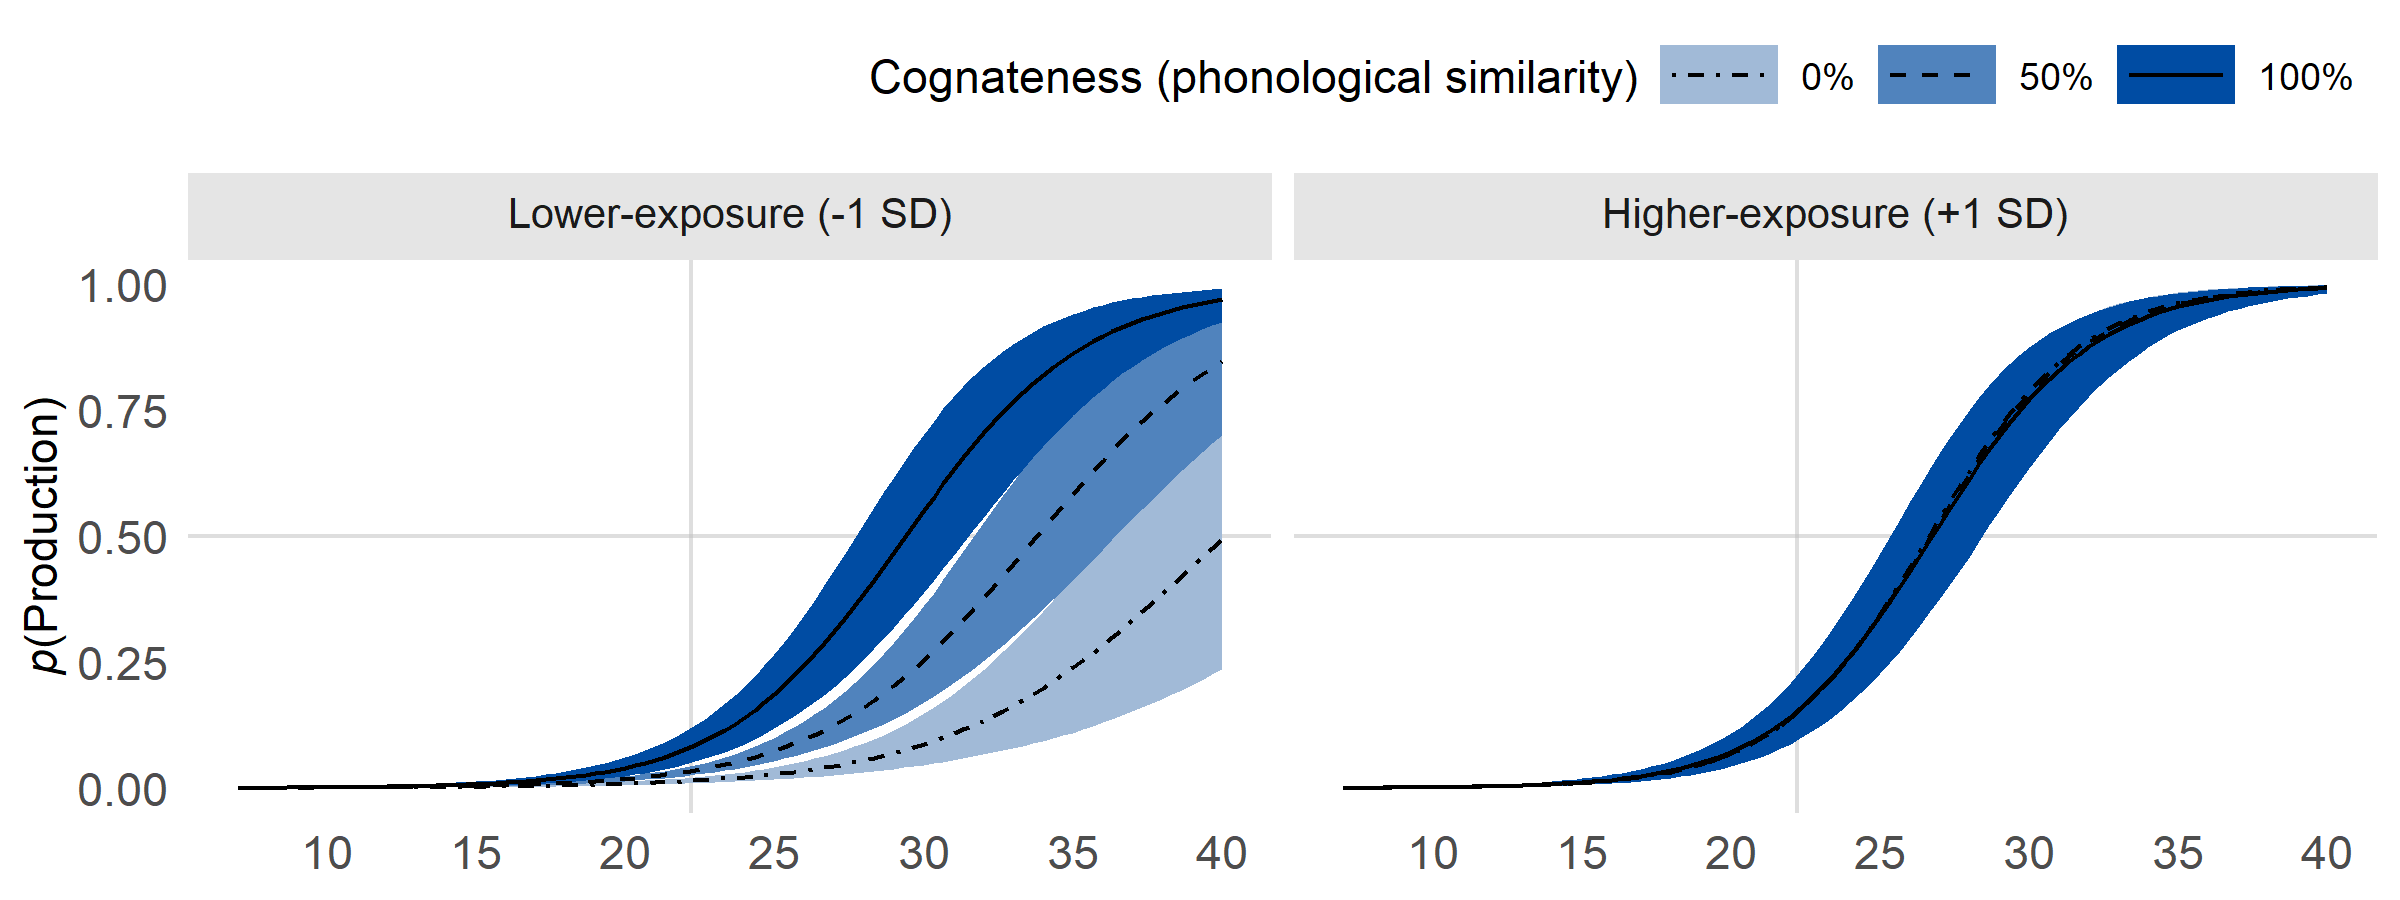 Cognateness (phonological similarity) 0% 50% 100%
Lower-exposure (-1 SD) Higher-exposure (+1 SD)
1.00
0.75
0.50
0.25
0.00
p(Production)
10 15 20 25 30 35 40 10 15 20 25 30 35 40